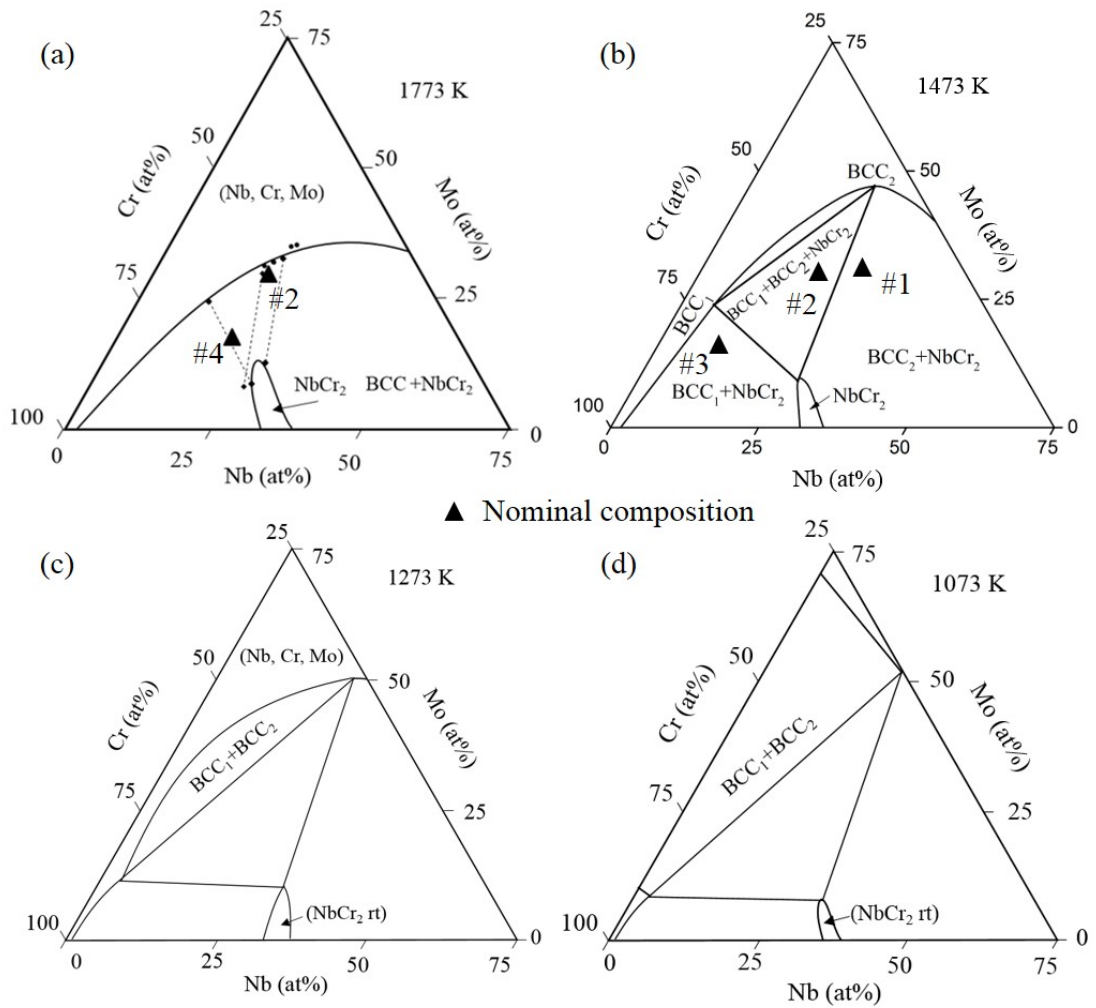 (a)
25
75
1773 K
50
Cr (at%)
(Nb, Cr, Mo)
50
Mo (at%)
75
#2
25
#4
NbCr₂
BCC+NbCr₂
100
0
0
25
50
75
Nb (at%)
(b)
25
75
1473 K
50
Cr (at%)
BCC₂
50
Mo (at%)
75
BCC₁+BCC₂+NbCr₂
#1
#2
BCC₁
25
#3
BCC₂+NbCr₂
BCC₁+NbCr₂
NbCr₂
100
0
0
25
50
75
Nb (at%)
▲ Nominal composition
(c)
25
75
1273 K
(Nb, Cr, Mo)
50
Cr (at%)
50
Mo (at%)
BCC₁+BCC₂
75
25
(NbCr₂ rt)
100
0
0
25
50
75
Nb (at%)
(d)
25
75
1073 K
50
Cr (at%)
50
Mo (at%)
BCC₁+BCC₂
75
25
(NbCr₂ rt)
100
0
0
25
50
75
Nb (at%)